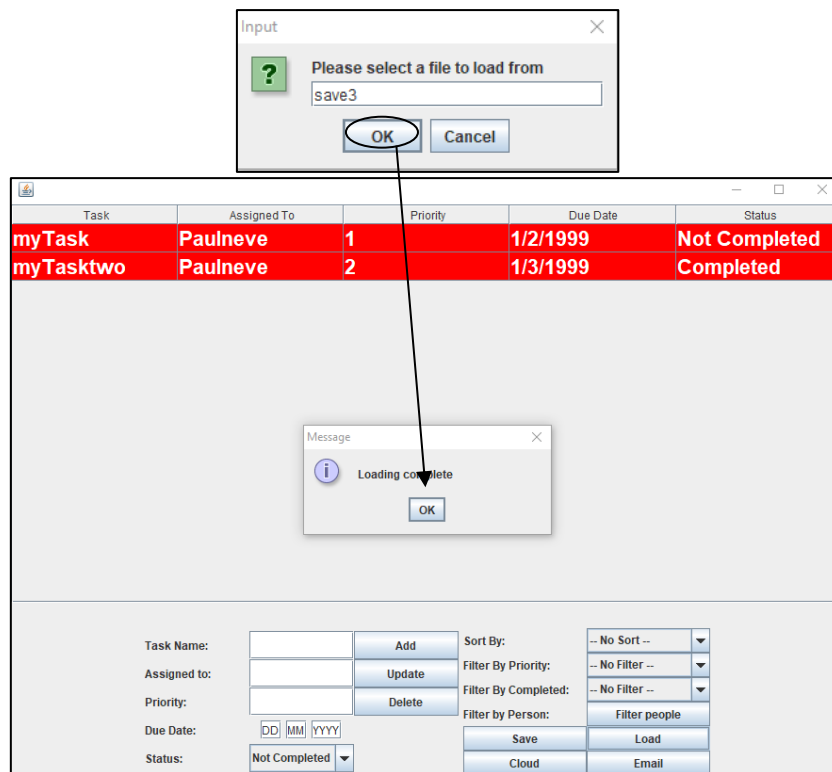 Input
Please select a file to load from
save3
OK Cancel
Task Assigned To Priority Due Date Status
myTask Paulneve 1 1/2/1999 Not Completed
myTasktwo Paulneve 2 1/3/1999 Completed
Message
Loading complete
OK
Task Name: Add Sort By: -- No Sort --
Assigned to: Update Filter By Priority: -- No Filter --
Priority: Delete Filter By Completed: -- No Filter --
Due Date: DD MM YYYY Filter by Person: Filter people
Save Load
Status: Not Completed Cloud Email